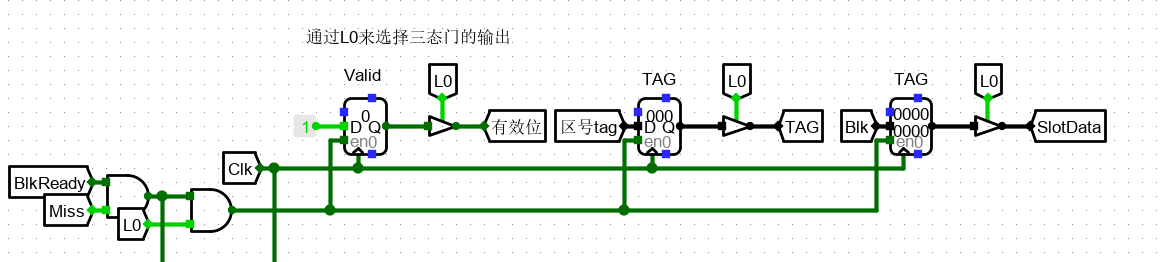 通过L0来选择三态门的输出
Valid
L0
TAG
L0
TAG
L0
1
0
D Q
en0
有效位
区号tag
000
D Q
en0
TAG
Blk
0000
0000
en0
SlotData
Clk
BlkReady
Miss
L0